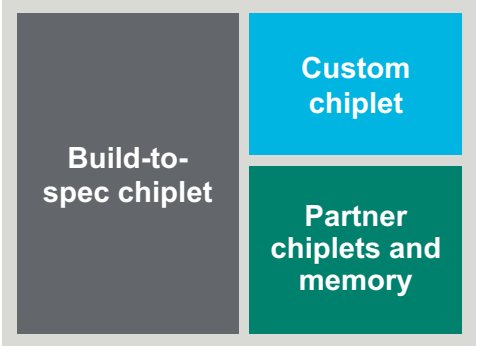 Build-to-
spec chiplet
Custom
chiplet
Partner
chiplets and
memory